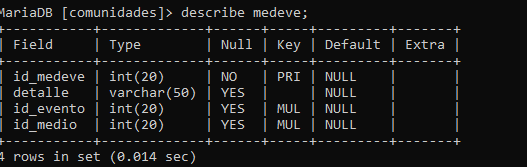 MariaDB [comunidades]> describe medeve;
+-----------+-------------+------+-----+---------+-------+
| Field | Type | Null | Key | Default | Extra |
+-----------+-------------+------+-----+---------+-------+
| id_medeve | int(20) | NO | PRI | NULL | |
| detalle | varchar(50) | YES | | NULL | |
| id_evento | int(20) | YES | MUL | NULL | |
| id_medio | int(20) | YES | MUL | NULL | |
+-----------+-------------+------+-----+---------+-------+
4 rows in set (0.014 sec)